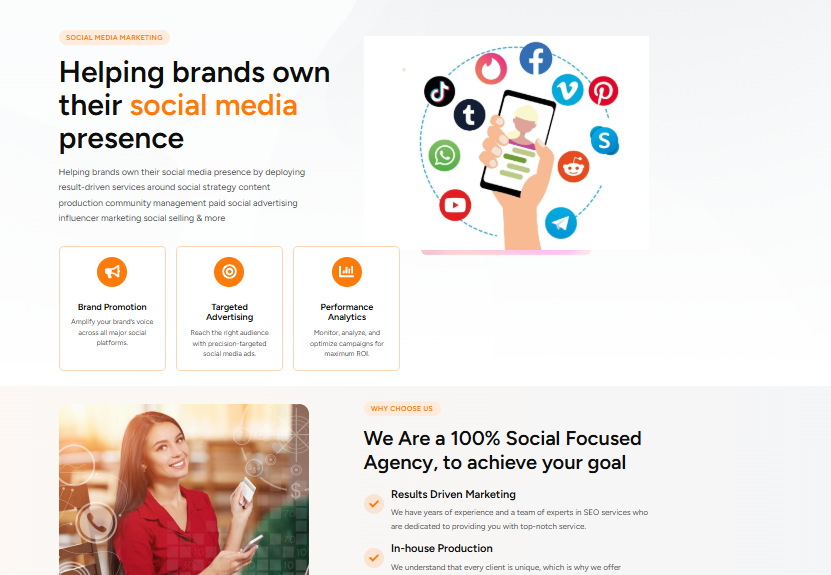 SOCIAL MEDIA MARKETING
Helping brands own
their social media
presence
Helping brands own their social media presence by deploying
result-driven services around social strategy content
production community management paid social advertising
influencer marketing social selling & more
Brand Promotion
Amplify your brand's voice
across all major social
platforms.
Targeted
Advertising
Reach the right audience
with precision-targeted
social media ads.
Performance
Analytics
Monitor, analyze, and
optimize campaigns for
maximum ROI.
WHY CHOOSE US
We Are a 100% Social Focused
Agency, to achieve your goal
Results Driven Marketing
We have years of experience and a team of experts in SEO services who
are dedicated to providing you with top-notch service.
In-house Production
We understand that every client is unique, which is why we offer